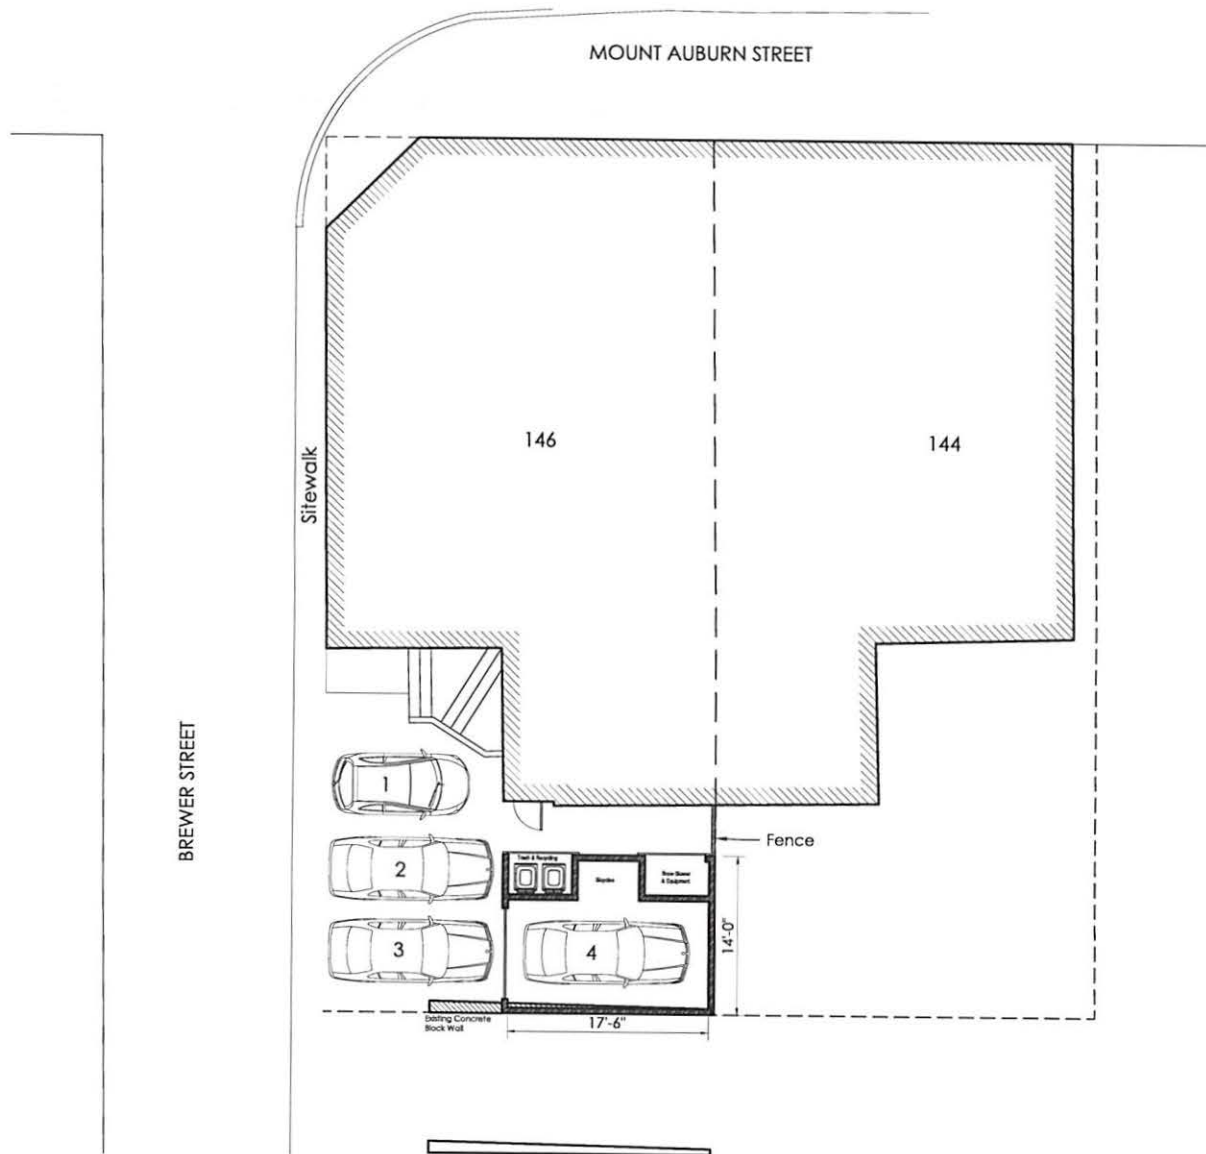 MOUNT AUBURN STREET
146
144
Sitewalk
BREWER STREET
1
2
3
4
Fence
Trash & Recycling
Bicycles
Snow Blower
& Equipment
14'-0"
17'-6"
Existing Concrete
Block Wall